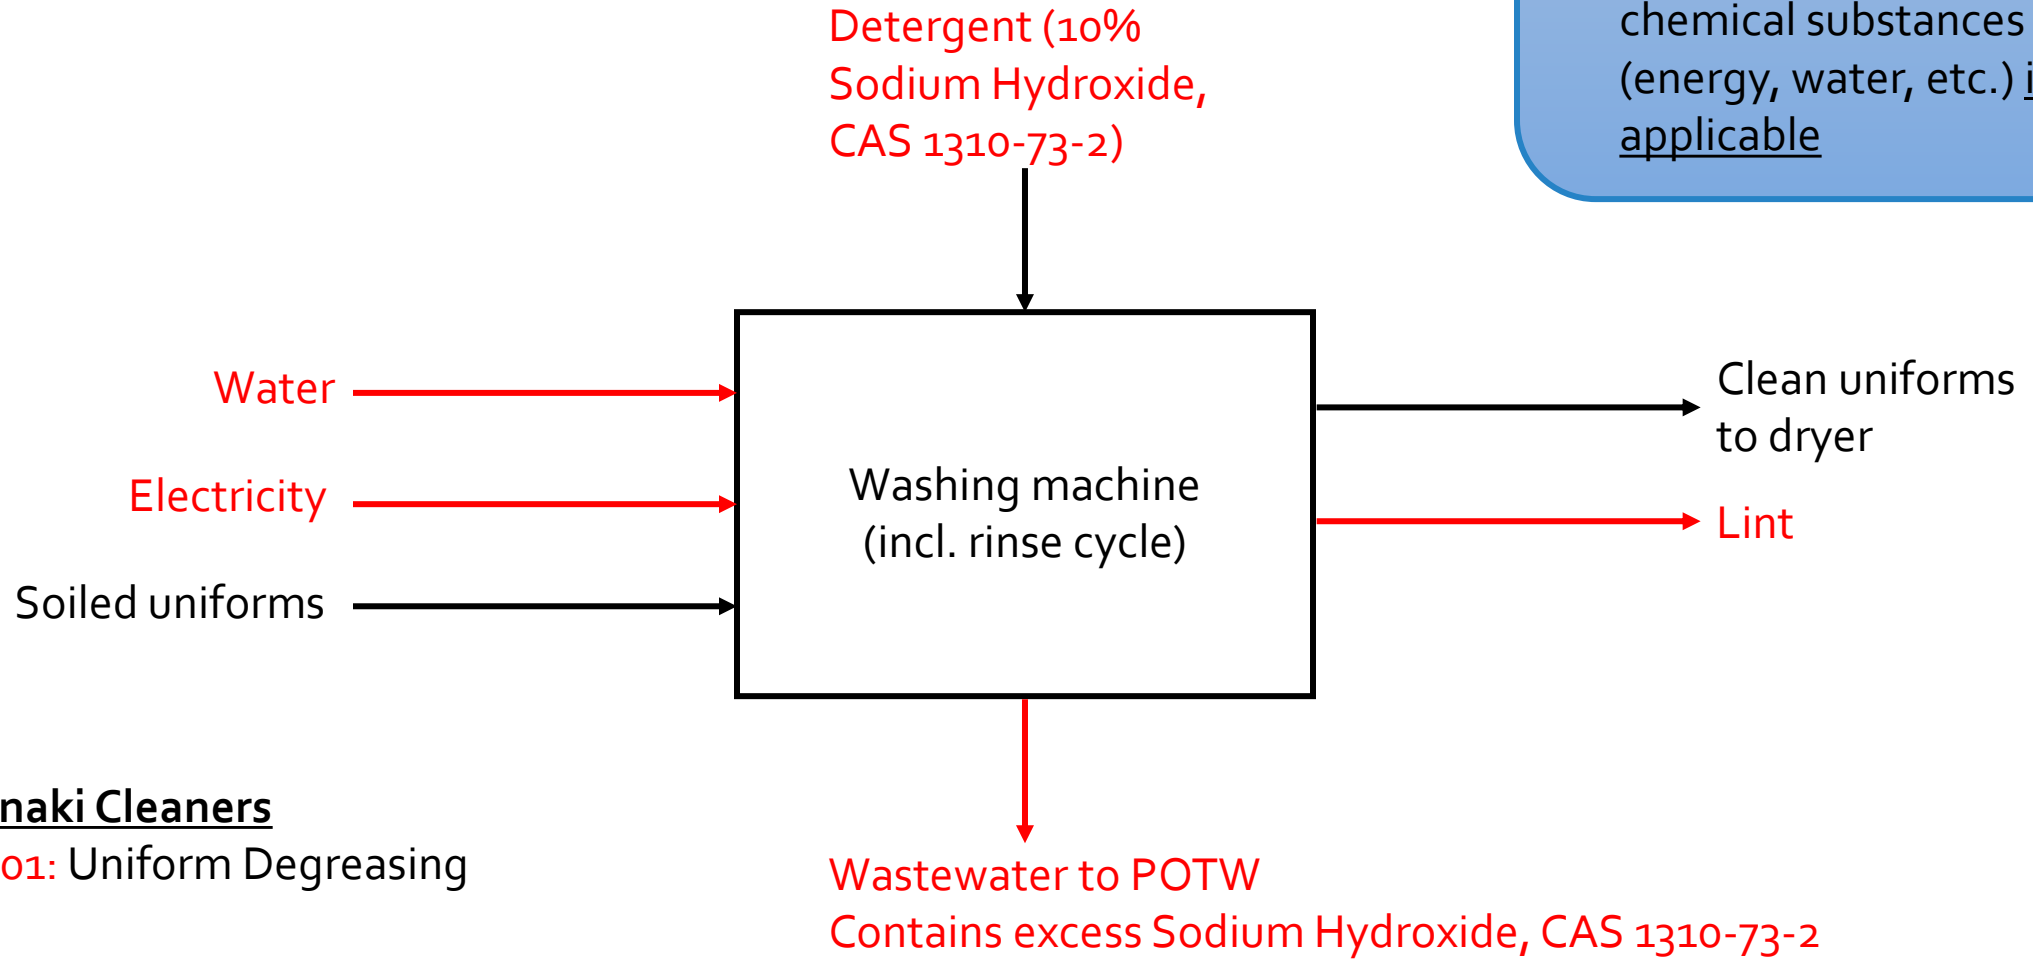 Detergent (10%
Sodium Hydroxide,
CAS 1310-73-2)
chemical substances
(energy, water, etc.)
applicable
Water
Electricity
Soiled uniforms
Washing machine
(incl. rinse cycle)
Clean uniforms
to dryer
Lint
naki Cleaners
01: Uniform Degreasing
Wastewater to POTW
Contains excess Sodium Hydroxide, CAS 1310-73-2